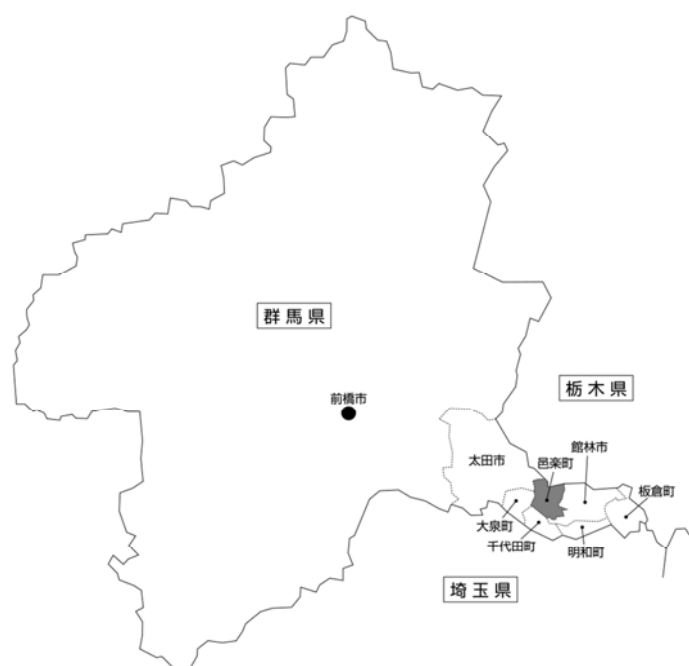 群馬県
栃木県
前橋市
太田市
邑楽町
館林市
板倉町
大泉町
千代田町
明和町
埼玉県